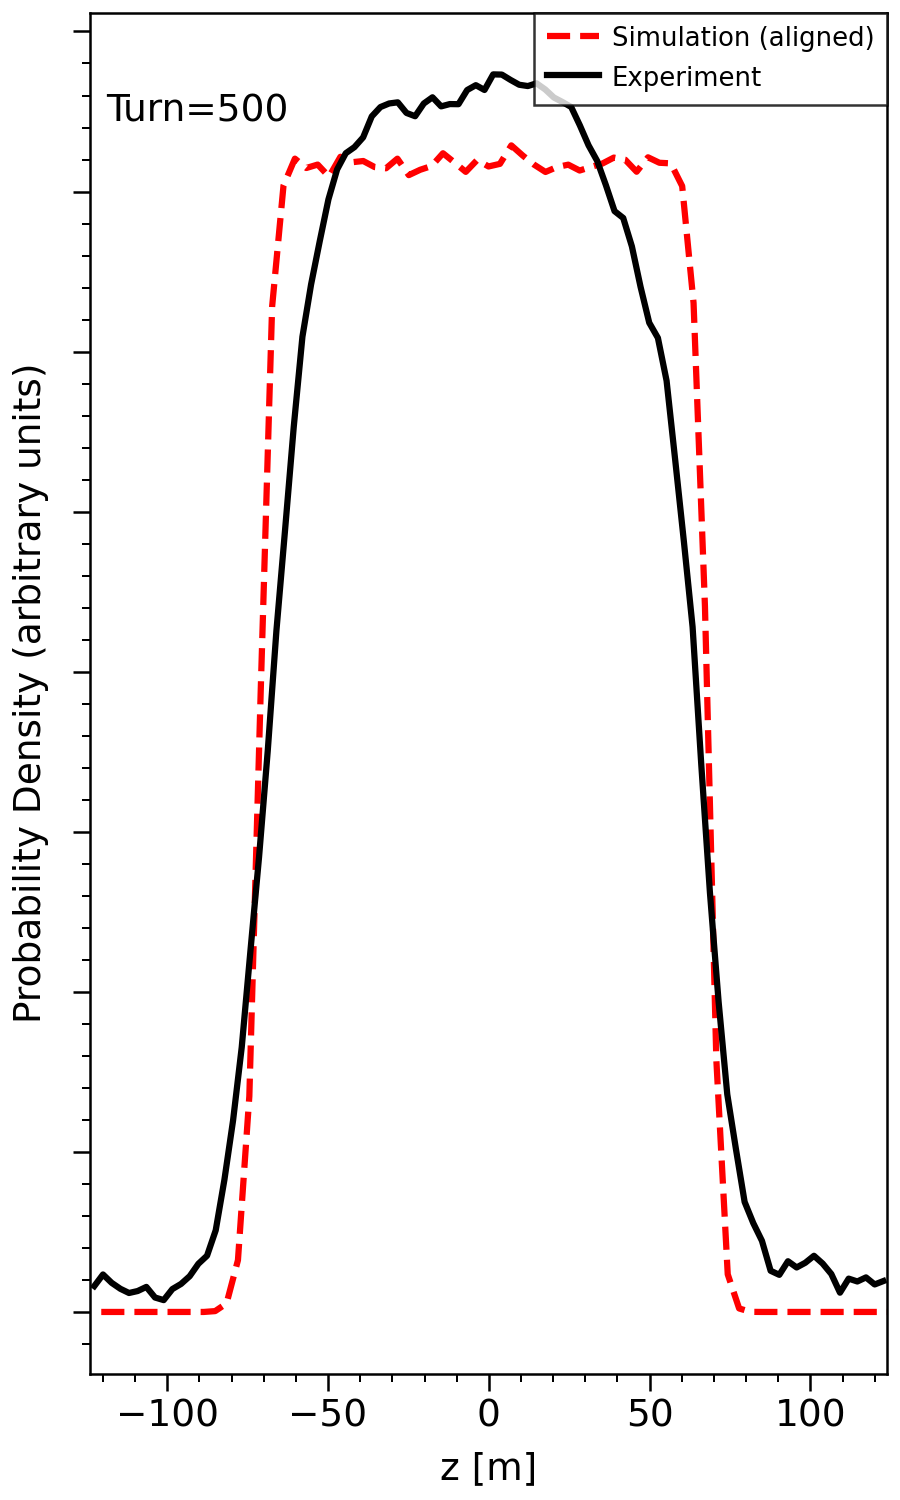 Simulation (aligned)
Experiment
Turn=500
Probability Density (arbitrary units)
−100 −50 0 50 100
z [m]